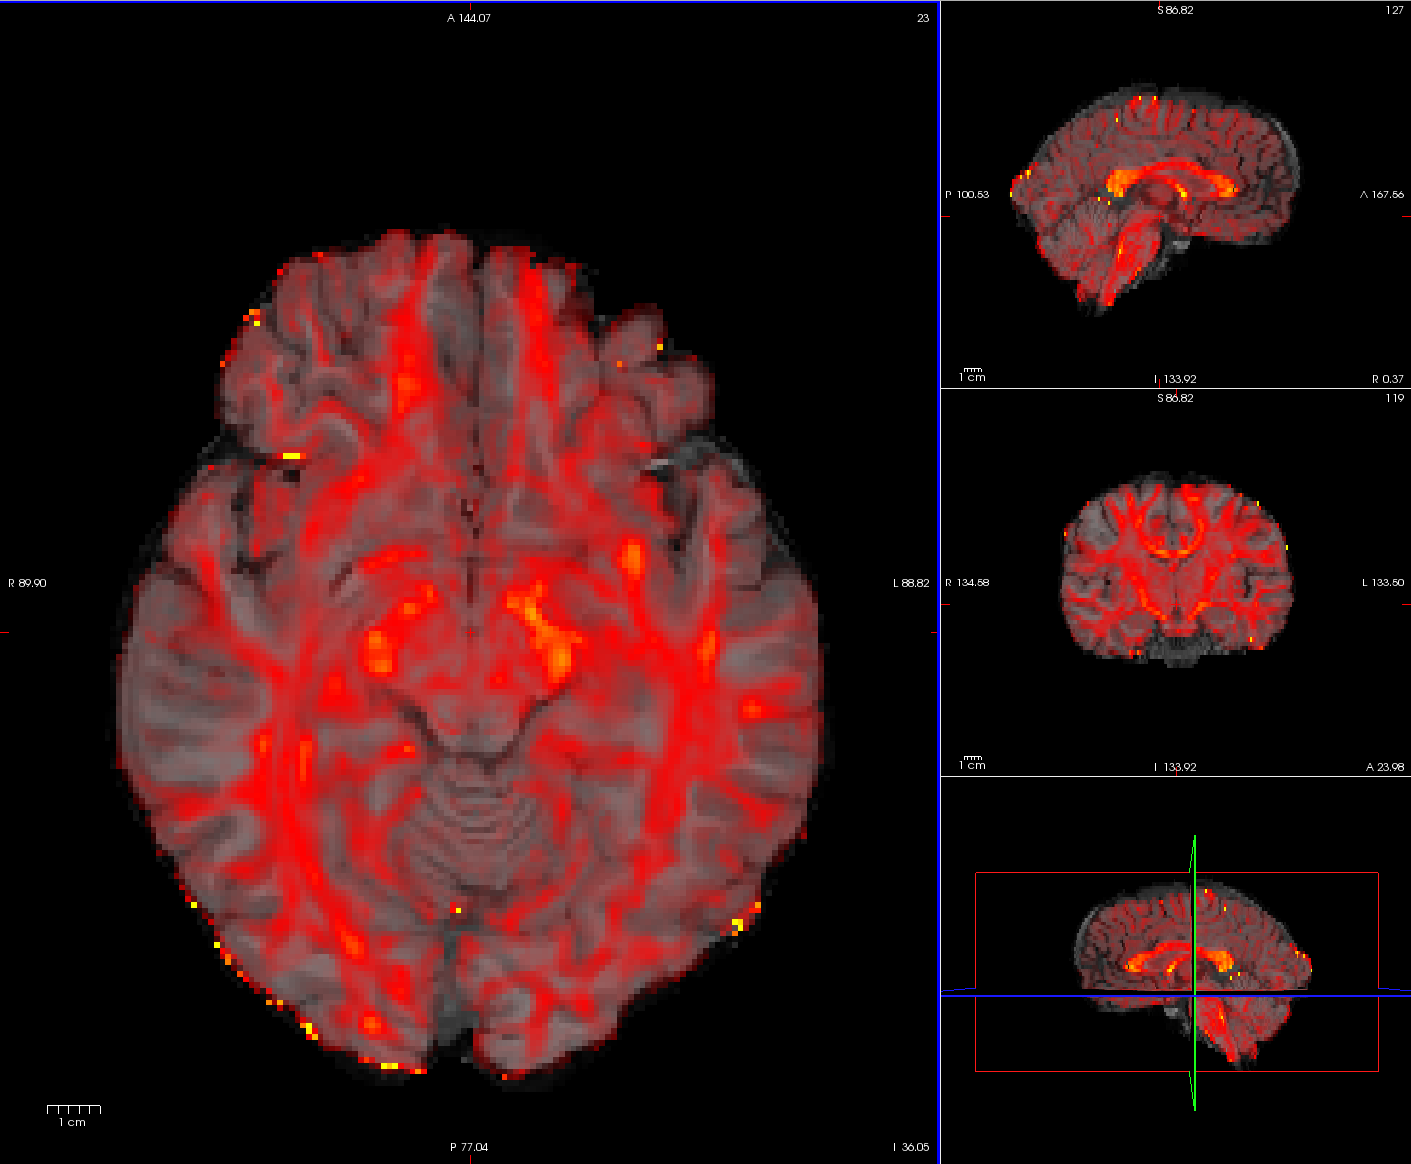 A 144.07
23
R 89.90
L 88.82
1 cm
P 77.04
I 36.05
S 86.82
127
P 100.53
A 167.56
1 cm
I 133.92
R 0.37
S 86.82
119
R 134.58
L 133.50
1 cm
I 133.92
A 23.98